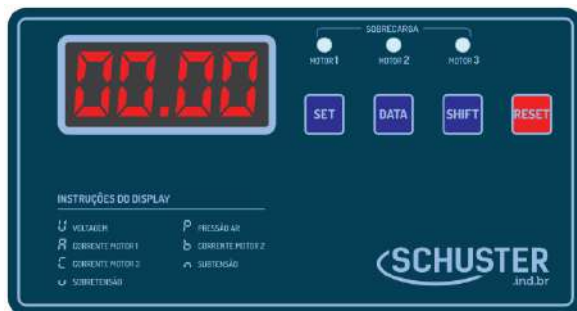 SOBRECARGA
MOTOR 1 MOTOR 2 MOTOR 3
00.00
SET DATA SHIFT RESET
INSTRUÇÕES DO DISPLAY
U VOLTAGEM
A CORRENTE MOTOR 1
C CORRENTE MOTOR 3
∪ SOBRETENSÃO
P PRESSÃO AR
b CORRENTE MOTOR 2
∩ SUBTENSÃO
SCHUSTER
.ind.br